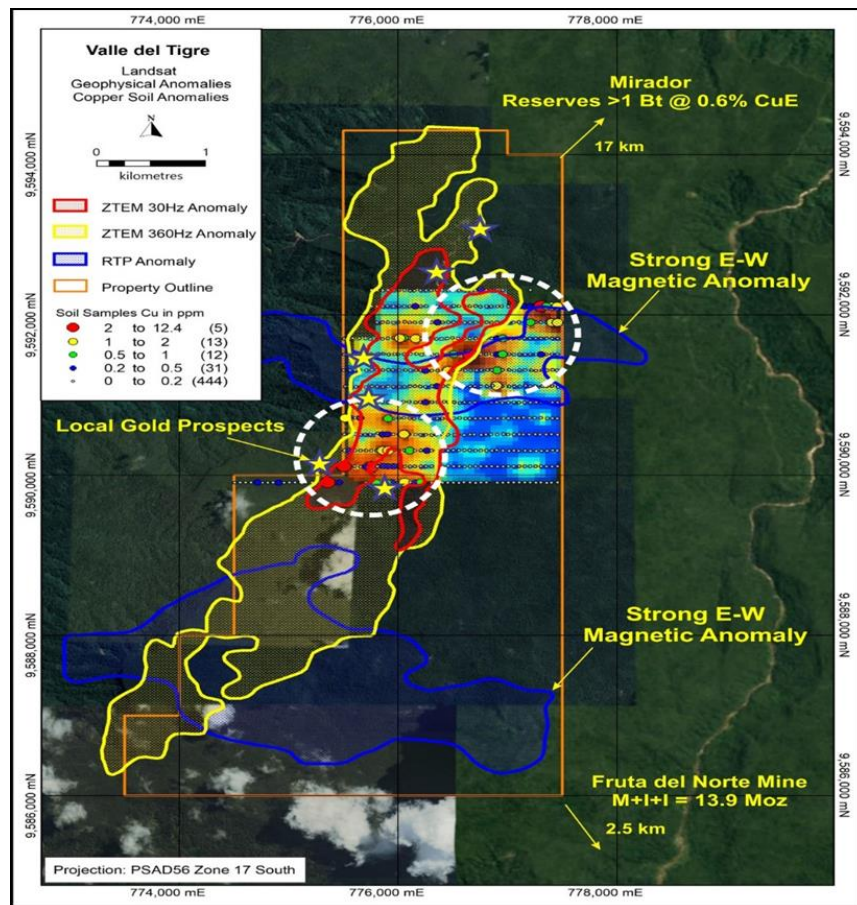 774,000 mE
776,000 mE
778,000 mE
Valle del Tigre
Landsat
Geophysical Anomalies
Copper Soil Anomalies
N
0
1
kilometres
ZTEM 30Hz Anomaly
ZTEM 360Hz Anomaly
RTP Anomaly
Property Outline
Soil Samples Cu in ppm
2 to 12.4 (5)
1 to 2 (13)
0.5 to 1 (12)
0.2 to 0.5 (31)
0 to 0.2 (444)
Mirador
Reserves >1 Bt @ 0.6% CuE
17 km
9,594,000 mN
9,594,000 mN
Strong E-W
Magnetic Anomaly
9,592,000 mN
9,592,000 mN
Local Gold Prospects
9,590,000 mN
9,590,000 mN
Strong E-W
Magnetic Anomaly
9,588,000 mN
9,588,000 mN
Fruta del Norte Mine
M+I+I = 13.9 Moz
2.5 km
9,586,000 mN
9,586,000 mN
Projection: PSAD56 Zone 17 South
774,000 mE
776,000 mE
778,000 mE